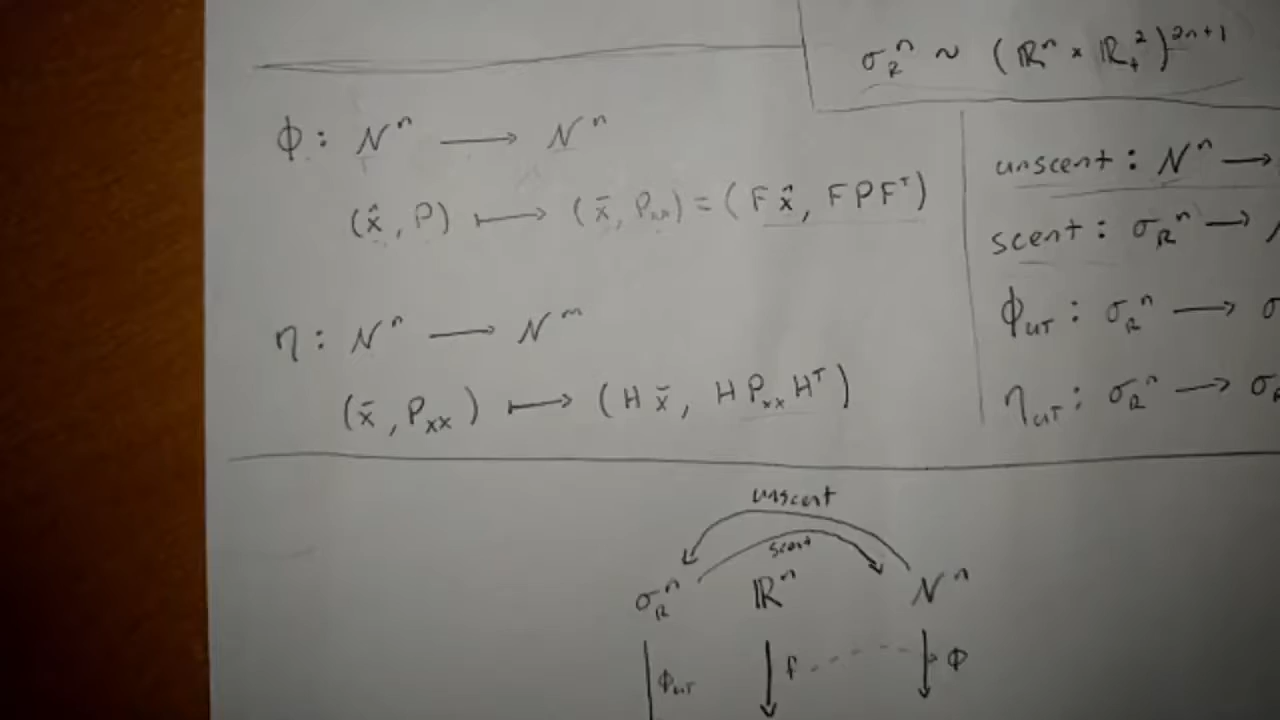 σ_R^n ~ (ℝ^n × ℝ_+^2)^{2n+1}
Φ : N^n ⟶ N^n
(x̂, P) ⟼ (x̄, P_xx) = (F x̂, F P F^T)
η : N^n ⟶ N^m
(x̄, P_xx) ⟼ (H x̄, H P_xx H^T)
unscent : N^n ⟶
scent : σ_R^n ⟶
Φ_UT : σ_R^n ⟶ σ
η_UT : σ_R^n ⟶ σ_R
unscent
scent
σ_R^n ℝ^n N^n
Φ_UT f Φ